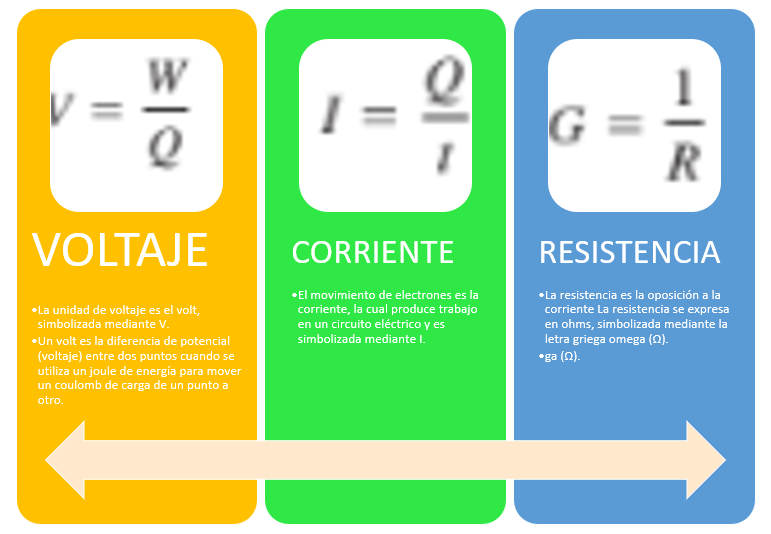 V = W
Q
I = Q
t
G = 1
R
VOLTAJE
•La unidad de voltaje es el volt,
simbolizada mediante V.
•Un volt es la diferencia de potencial
(voltaje) entre dos puntos cuando se
utiliza un joule de energía para mover
un coulomb de carga de un punto a
otro.
CORRIENTE
•El movimiento de electrones es la
corriente, la cual produce trabajo
en un circuito eléctrico y es
simbolizada mediante I.
RESISTENCIA
•La resistencia es la oposición a la
corriente La resistencia se expresa
en ohms, simbolizada mediante la
letra griega omega (Ω).
•ga (Ω).